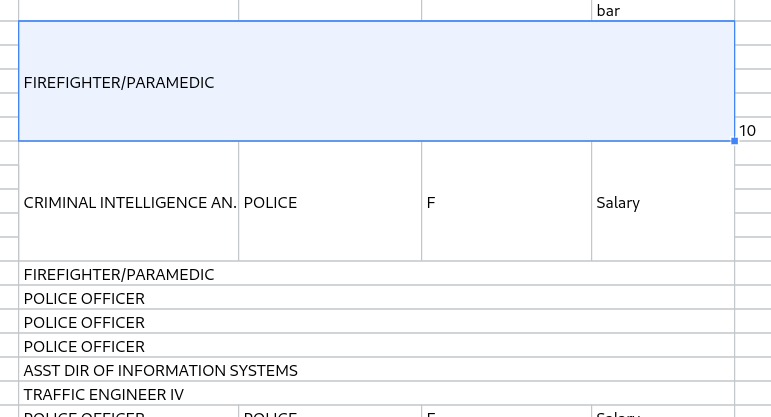 bar
FIREFIGHTER/PARAMEDIC
10
CRIMINAL INTELLIGENCE AN. POLICE F Salary
FIREFIGHTER/PARAMEDIC
POLICE OFFICER
POLICE OFFICER
POLICE OFFICER
ASST DIR OF INFORMATION SYSTEMS
TRAFFIC ENGINEER IV
POLICE OFFICER POLICE F Salary